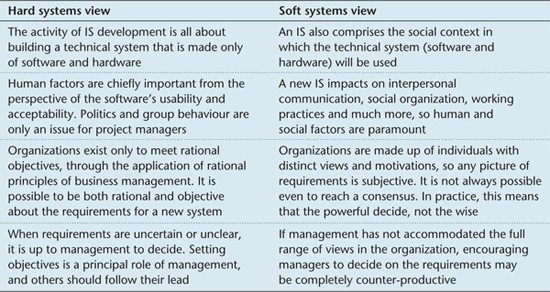 Hard systems view
Soft systems view
The activity of IS development is all about
building a technical system that is made only
of software and hardware
An IS also comprises the social context in
which the technical system (software and
hardware) will be used
Human factors are chiefly important from the
perspective of the software's usability and
acceptability. Politics and group behaviour are
only an issue for project managers
A new IS impacts on interpersonal
communication, social organization, working
practices and much more, so human and
social factors are paramount
Organizations exist only to meet rational
objectives, through the application of rational
principles of business management. It is
possible to be both rational and objective
about the requirements for a new system
Organizations are made up of individuals with
distinct views and motivations, so any picture of
requirements is subjective. It is not always possible
even to reach a consensus. In practice, this means
that the powerful decide, not the wise
When requirements are uncertain or unclear,
it is up to management to decide. Setting
objectives is a principal role of management,
and others should follow their lead
If management has not accommodated the full
range of views in the organization, encouraging
managers to decide on the requirements may
be completely counter-productive